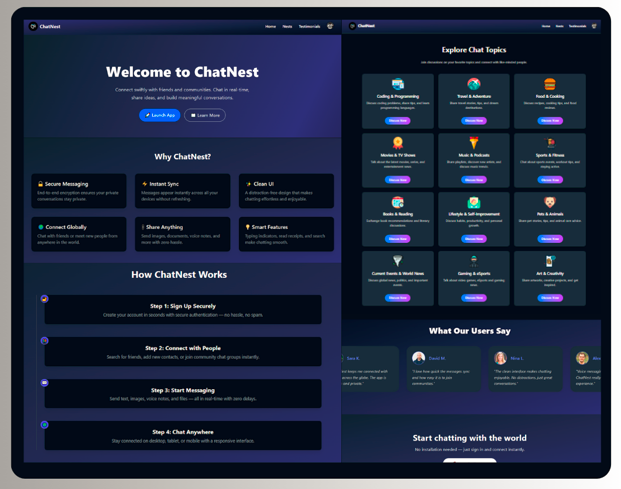 ChatNest
Home Nests Testimonials
Welcome to ChatNest
Connect swiftly with friends and communities. Chat in real time,
share ideas, and build meaningful conversations.
Launch App
Learn More
Why ChatNest?
Secure Messaging
End-to-end encryption ensures your private
conversations stay private.
Instant Sync
Messages appear instantly across all your
devices without refreshing.
Clean UI
A distraction-free design that makes
chatting effortless and enjoyable.
Connect Globally
Chat with friends or meet new people from
anywhere in the world.
Share Anything
Send images, documents, voice notes, and
more with zero hassle.
Smart Features
Typing indicators, read receipts, and search
make chatting smooth.
How ChatNest Works
Step 1: Sign Up Securely
Create your account in seconds with secure authentication — no hassle, no spam.
Step 2: Connect with People
Search for friends, add new contacts, or join community chat groups instantly.
Step 3: Start Messaging
Send text, images, voice notes, and files — all in real-time with zero delays.
Step 4: Chat Anywhere
Stay connected on desktop, tablet, or mobile with a responsive interface.
ChatNest
Home Nests Testimonials
Explore Chat Topics
Join discussions on your favorite topics and connect with like-minded people
Coding & Programming
Discuss coding problems, share tips, and learn
programming languages.
Discuss Now
Travel & Adventure
Share travel stories, tips, and dream
destinations.
Discuss Now
Food & Cooking
Discuss recipes, cooking tips, and food
reviews.
Discuss Now
Movies & TV Shows
Talk about the latest movies, series, and
entertainment news.
Discuss Now
Music & Podcasts
Share playlists, discover new artists, and
discuss music trends.
Discuss Now
Sports & Fitness
Chat about sports events, workout tips, and
staying active.
Discuss Now
Books & Reading
Exchange book recommendations and literary
discussions.
Discuss Now
Lifestyle & Self-Improvement
Discuss habits, productivity, and personal
growth.
Discuss Now
Pets & Animals
Share pet stories, tips, and animal care advice.
Discuss Now
Current Events & World News
Discuss global news, politics, and important
events.
Discuss Now
Gaming & eSports
Talk about video games, eSports and gaming
news.
Discuss Now
Art & Creativity
Share artworks, creative projects, and get
inspired.
Discuss Now
What Our Users Say
Sara K.
me connected with
across the globe. The app is
and private."
David M.
"I love how quick the messages sync
and how easy it is to join
communities."
Nina L.
"The clean interface makes chatting
enjoyable. No distractions, just great
conversations."
"Voice messages
ChatNest really
experience."
Start chatting with the world
No installation needed — just sign in and connect instantly.